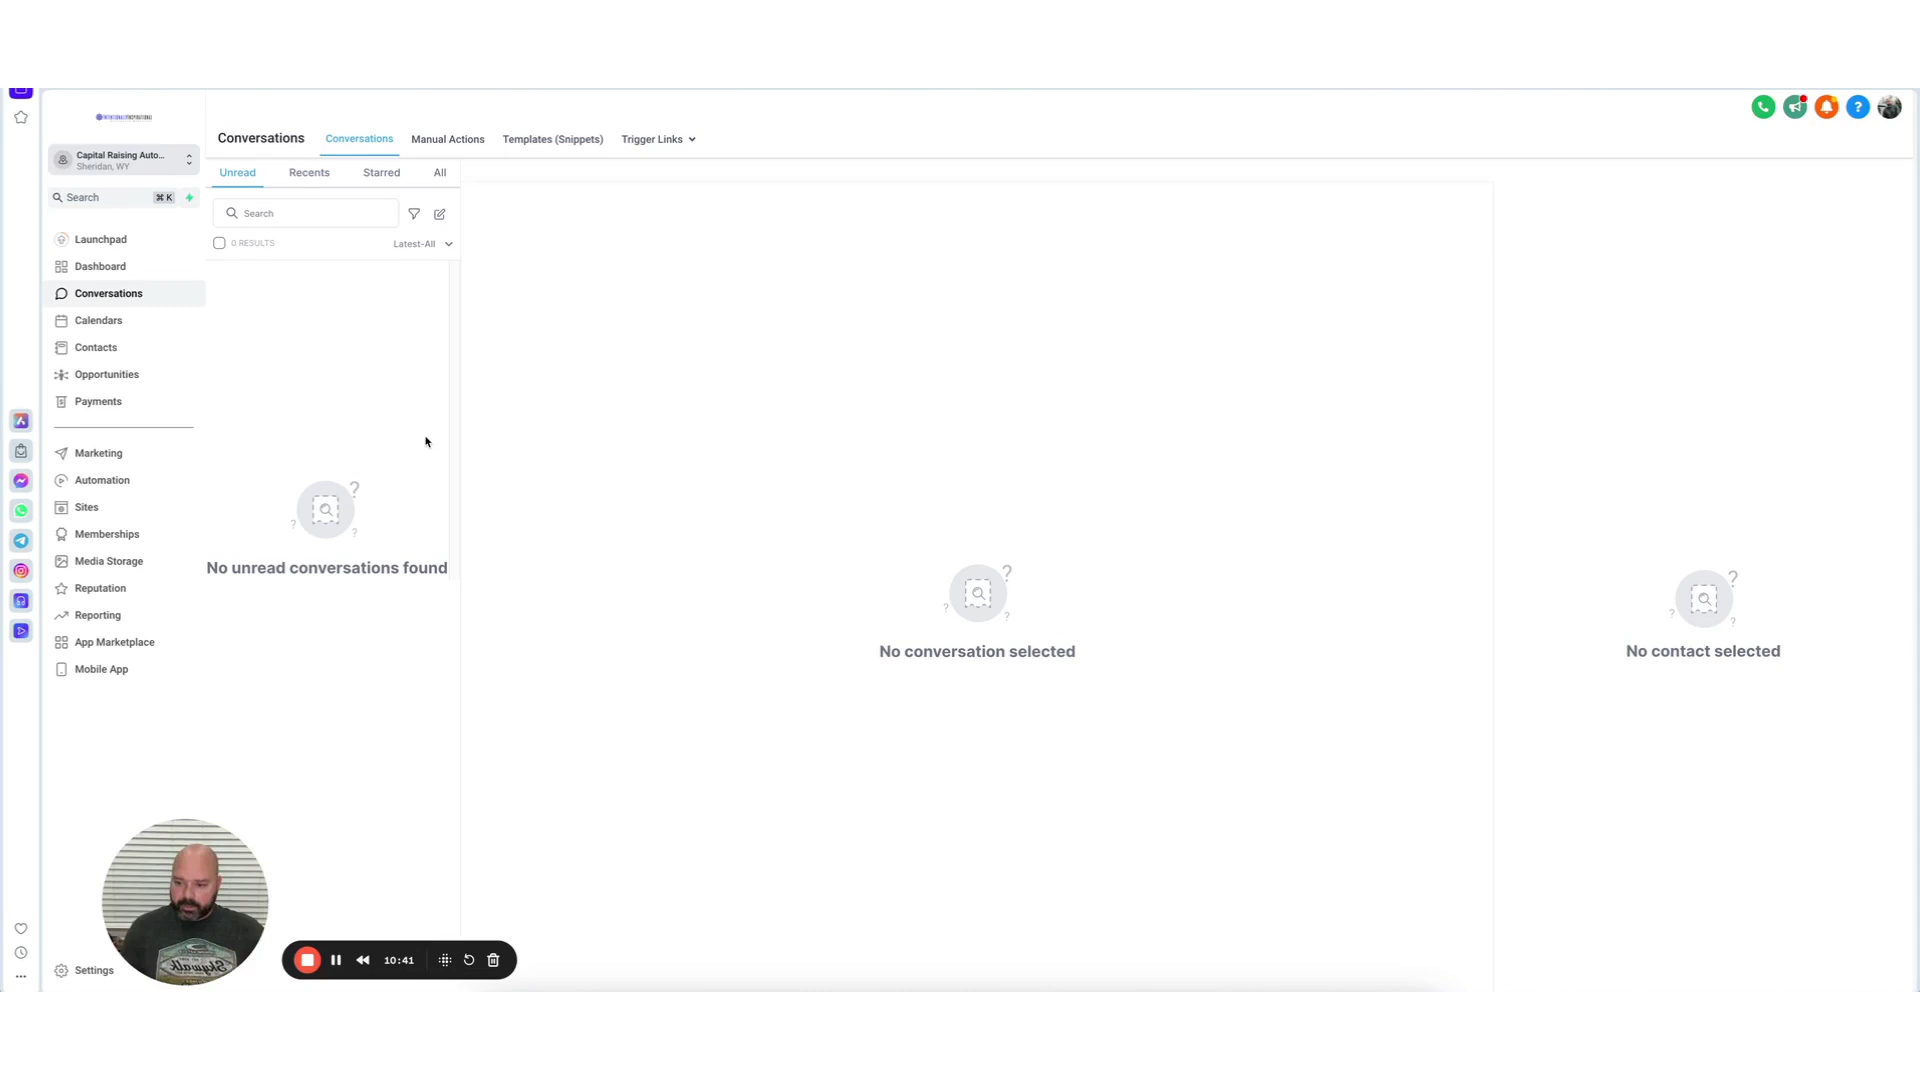 Conversations
Conversations
Manual Actions
Templates (Snippets)
Trigger Links
Capital Raising Auto...
Sheridan, WY
Search
⌘ K
Unread
Recents
Starred
All
Search
0 RESULTS
Latest-All
Launchpad
Dashboard
Conversations
Calendars
Contacts
Opportunities
Payments
Marketing
Automation
Sites
Memberships
Media Storage
Reputation
Reporting
App Marketplace
Mobile App
No unread conversations found
No conversation selected
No contact selected
Settings
10:41